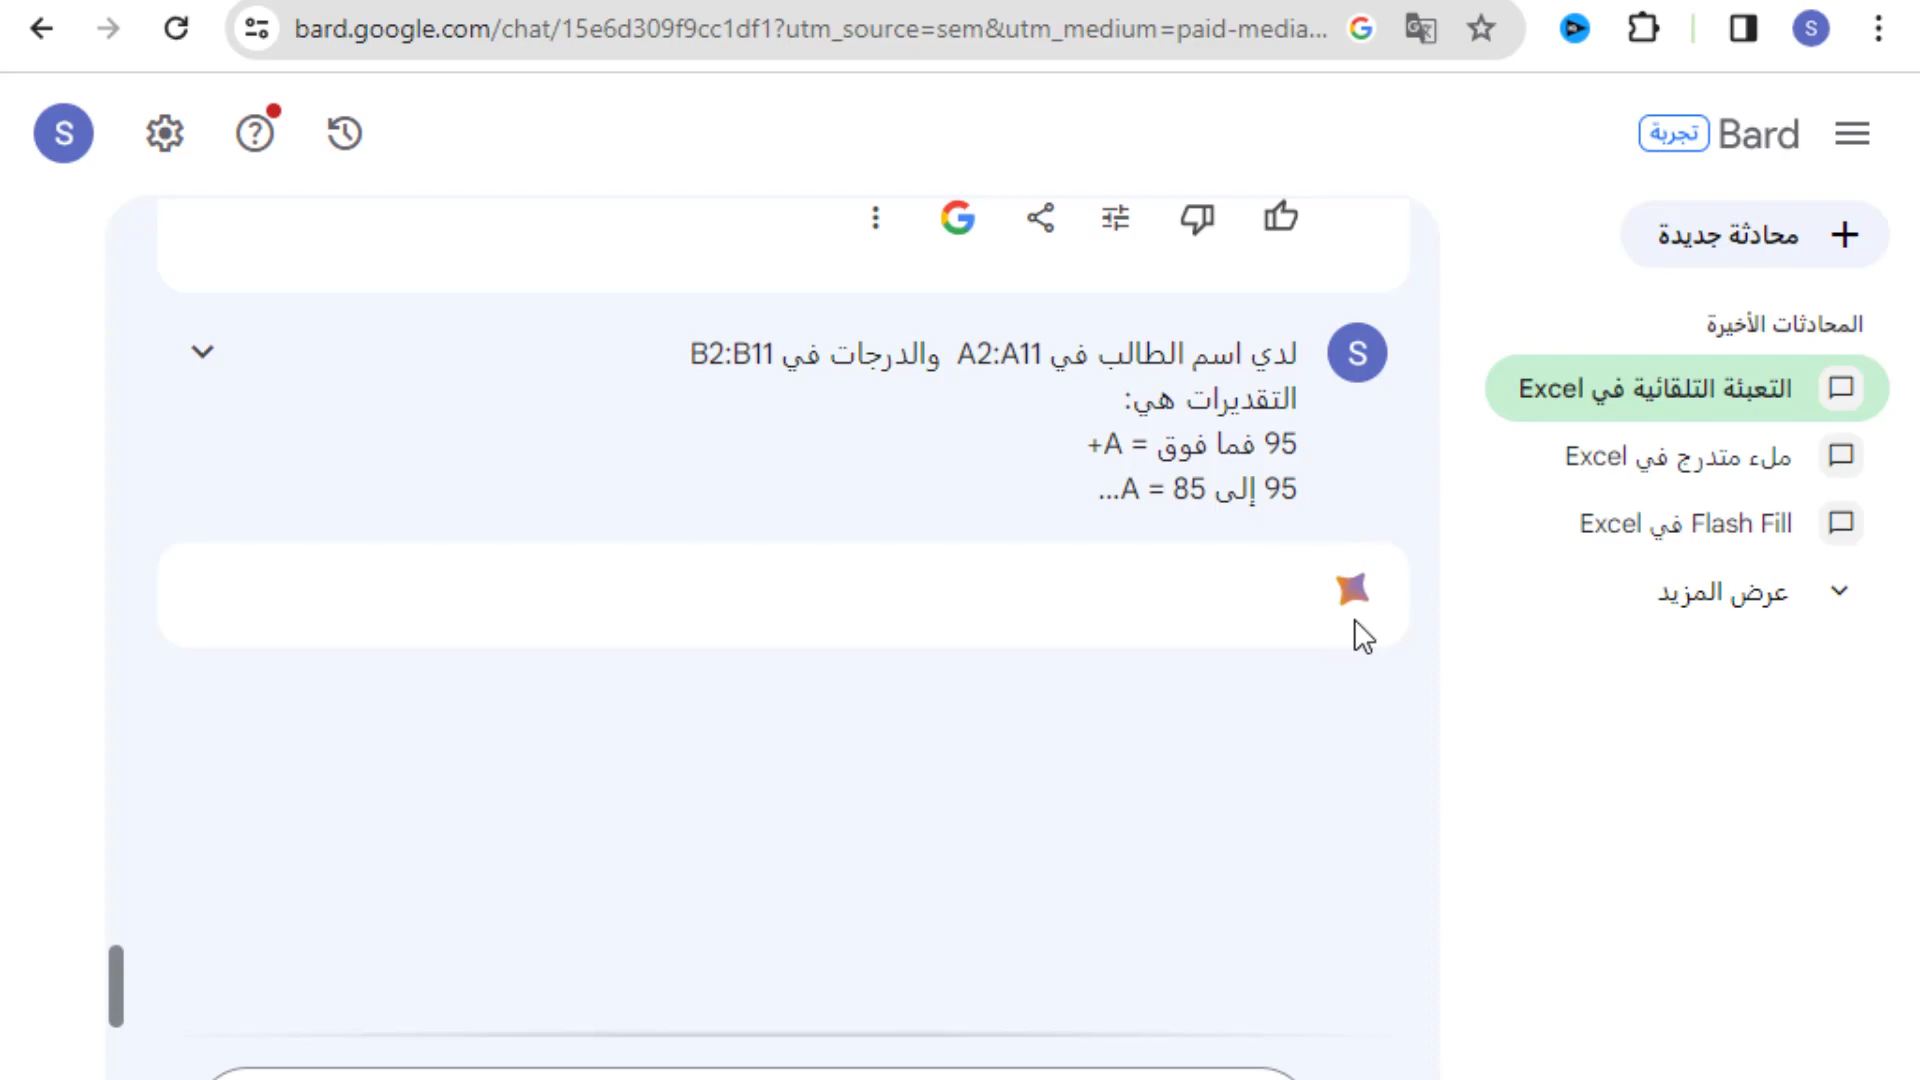 bard.google.com/chat/15e6d309f9cc1df1?utm_source=sem&utm_medium=paid-media...
S
S
Bard تجربة
محادثة جديدة
المحادثات الأخيرة
التعبئة التلقائية في Excel
ملء متدرج في Excel
Flash Fill في Excel
عرض المزيد
S
لدي اسم الطالب في A2:A11 والدرجات في B2:B11
التقديرات هي:
95 فما فوق = A+
95 إلى 85 = A...